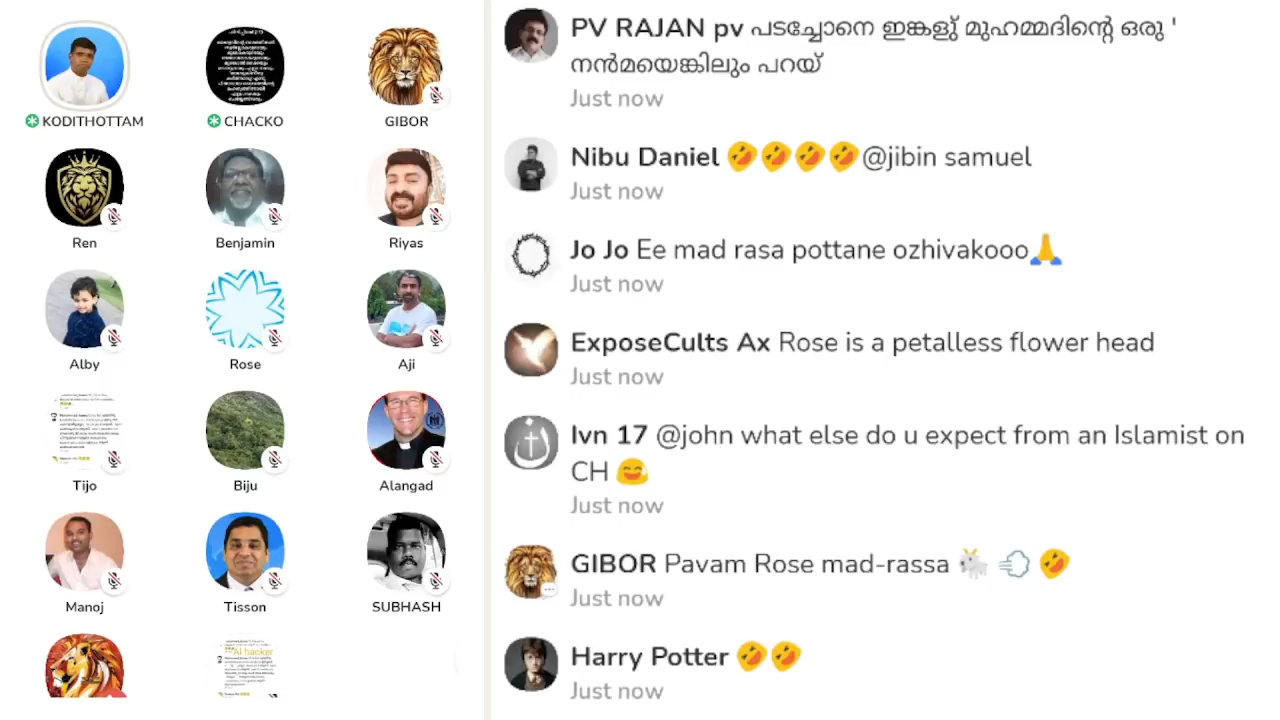 KODITHOTTAM
CHACKO
GIBOR
Ren
Benjamin
Riyas
Alby
Rose
Aji
Tijo
Biju
Alangad
Manoj
Tisson
SUBHASH
AI hacker
PV RAJAN pv പടച്ചോനെ ഇങ്കള് മുഹമ്മദിന്റെ ഒരു '
നൻമയെങ്കിലും പറയ്
Just now
Nibu Daniel 🤣🤣🤣🤣@jibin samuel
Just now
Jo Jo Ee mad rasa pottane ozhivakooo🙏
Just now
ExposeCults Ax Rose is a petalless flower head
Just now
Ivn 17 @john what else do u expect from an Islamist on
CH 😄
Just now
GIBOR Pavam Rose mad-rassa 🐐 💨 🤣
Just now
Harry Potter 🤣🤣
Just now